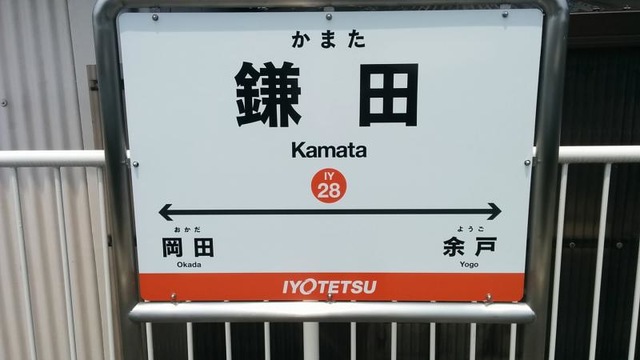 かまた
鎌田
Kamata
IY
28
おかだ
岡田
Okada
ようご
余戸
Yogo
IYOTETSU